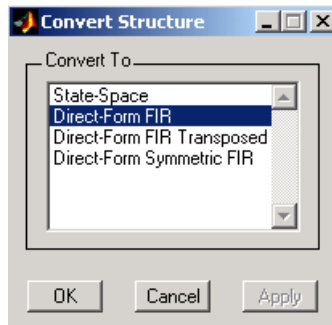 Convert Structure
Convert To
State-Space
Direct-Form FIR
Direct-Form FIR Transposed
Direct-Form Symmetric FIR
OK Cancel Apply